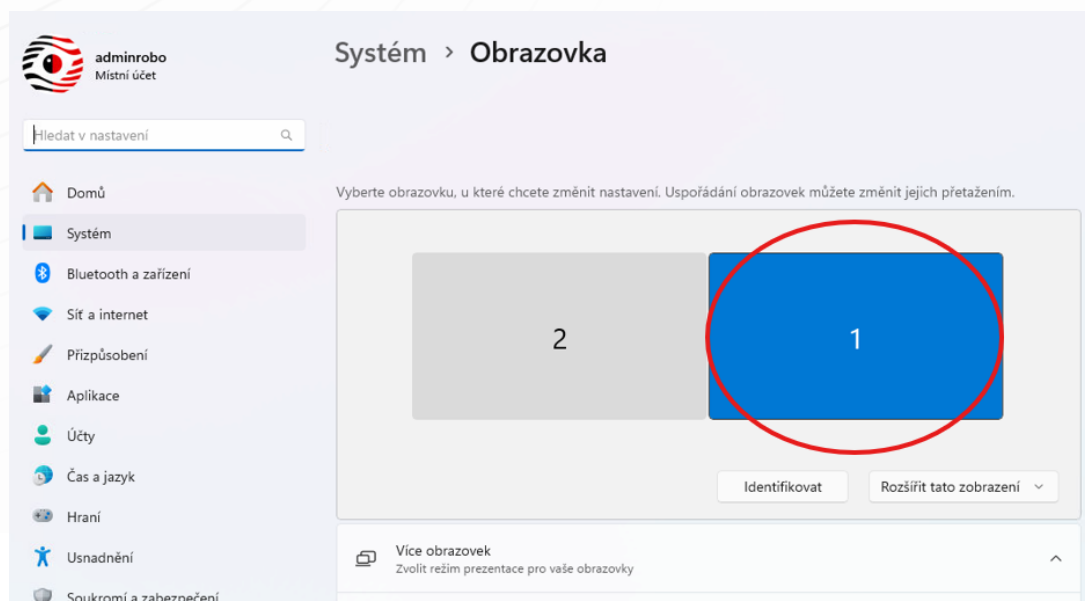 adminrobo
Místní účet
Hledat v nastavení
Domů
Systém
Bluetooth a zařízení
Síť a internet
Přizpůsobení
Aplikace
Účty
Čas a jazyk
Hraní
Usnadnění
Soukromí a zabezpečení
Systém > Obrazovka
Vyberte obrazovku, u které chcete změnit nastavení. Uspořádání obrazovek můžete změnit jejich přetažením.
2
1
Identifikovat
Rozšířit tato zobrazení
Více obrazovek
Zvolit režim prezentace pro vaše obrazovky